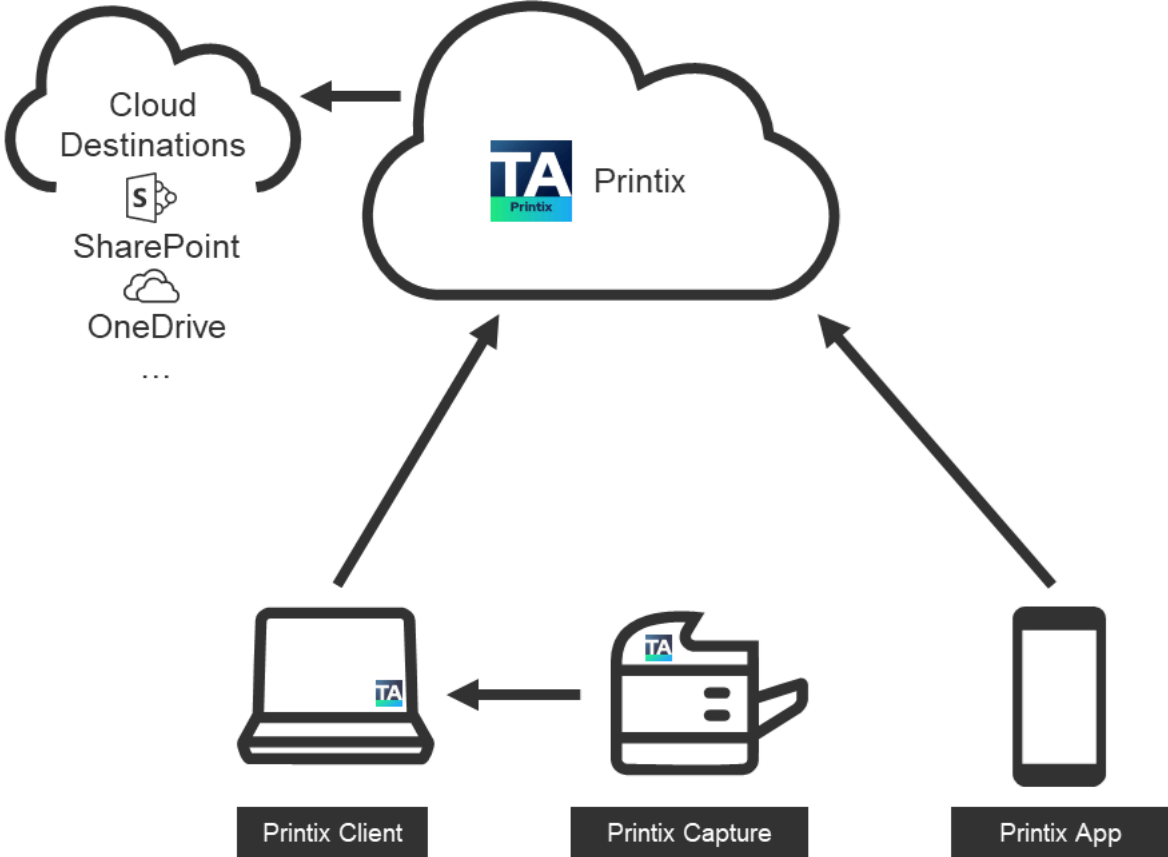 Cloud
Destinations
S
SharePoint
OneDrive
...
TA
Printix
Printix
TA
TA
Printix Client
Printix Capture
Printix App